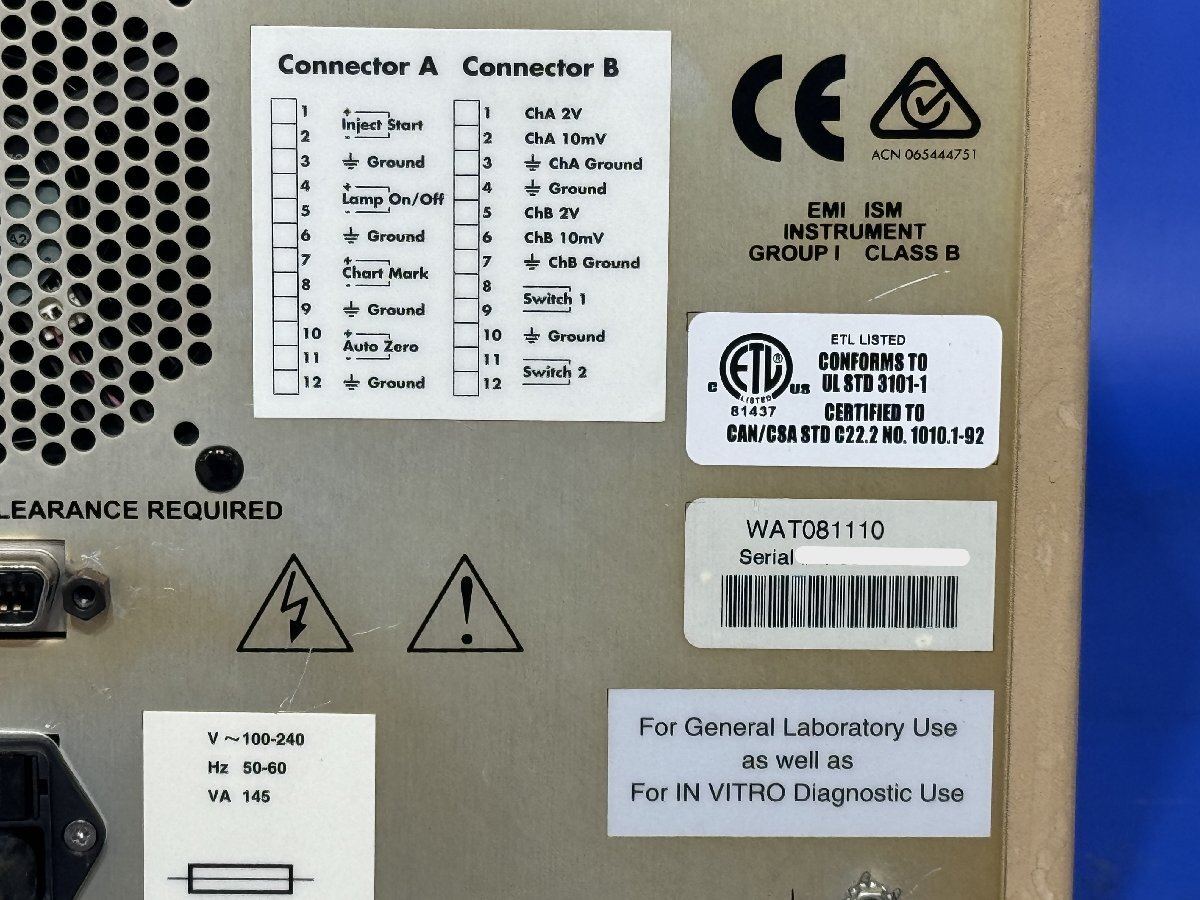 Connector A
1 +
Inject Start
2 -
3 Ground
4 +
Lamp On/Off
5 -
6 Ground
7 +
Chart Mark
8 -
9 Ground
10 +
Auto Zero
11 -
12 Ground
Connector B
1 ChA 2V
2 ChA 10mV
3 ChA Ground
4 Ground
5 ChB 2V
6 ChB 10mV
7 ChB Ground
8
Switch 1
9
10 Ground
11
Switch 2
12
CE
ACN 065444751
EMI ISM
INSTRUMENT
GROUP I CLASS B
ETL LISTED
CONFORMS TO
UL STD 3101-1
CERTIFIED TO
CAN/CSA STD C22.2 NO. 1010.1-92
C ETL® US
LISTED
81437
LEARANCE REQUIRED
WAT081110
Serial
For General Laboratory Use
as well as
For IN VITRO Diagnostic Use
V ~ 100-240
Hz 50-60
VA 145